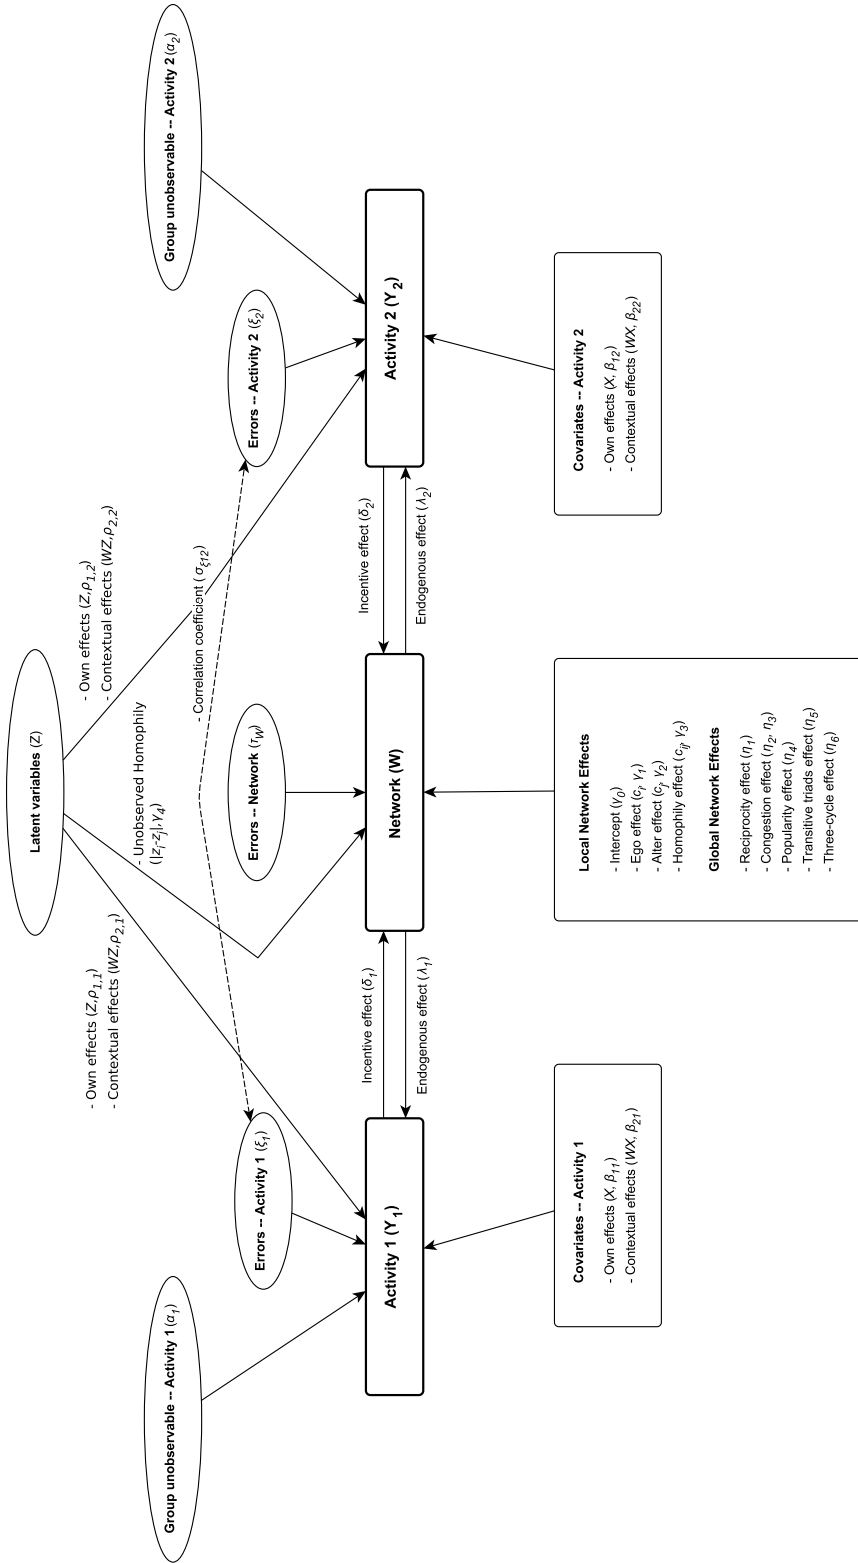 Latent variables (Z)
- Own effects (Z,ρ1,1)
- Contextual effects (WZ,ρ2,1)
- Unobserved Homophily
(|zi-zj|,γ4)
- Own effects (Z,ρ1,2)
- Contextual effects (WZ,ρ2,2)
Group unobservable -- Activity 1 (α1)
Group unobservable -- Activity 2 (α2)
- Correlation coefficient (σξ12)
Errors -- Activity 1 (ξ1)
Errors -- Network (τW)
Errors -- Activity 2 (ξ2)
Activity 1 (Y1)
Incentive effect (δ1)
Endogenous effect (λ1)
Network (W)
Incentive effect (δ2)
Endogenous effect (λ2)
Activity 2 (Y2)
Covariates -- Activity 1
- Own effects (X, β11)
- Contextual effects (WX, β21)
Local Network Effects
- Intercept (γ0)
- Ego effect (ci, γ1)
- Alter effect (cj, γ2)
- Homophily effect (cij, γ3)
Global Network Effects
- Reciprocity effect (η1)
- Congestion effect (η2, η3)
- Popularity effect (η4)
- Transitive triads effect (η5)
- Three-cycle effect (η6)
Covariates -- Activity 2
- Own effects (X, β12)
- Contextual effects (WX, β22)